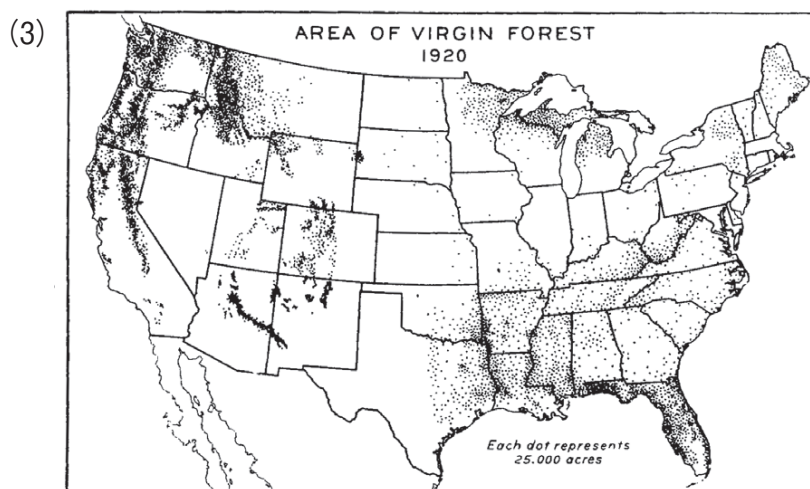 (3)
AREA OF VIRGIN FOREST
1920
Each dot represents
25.000 acres